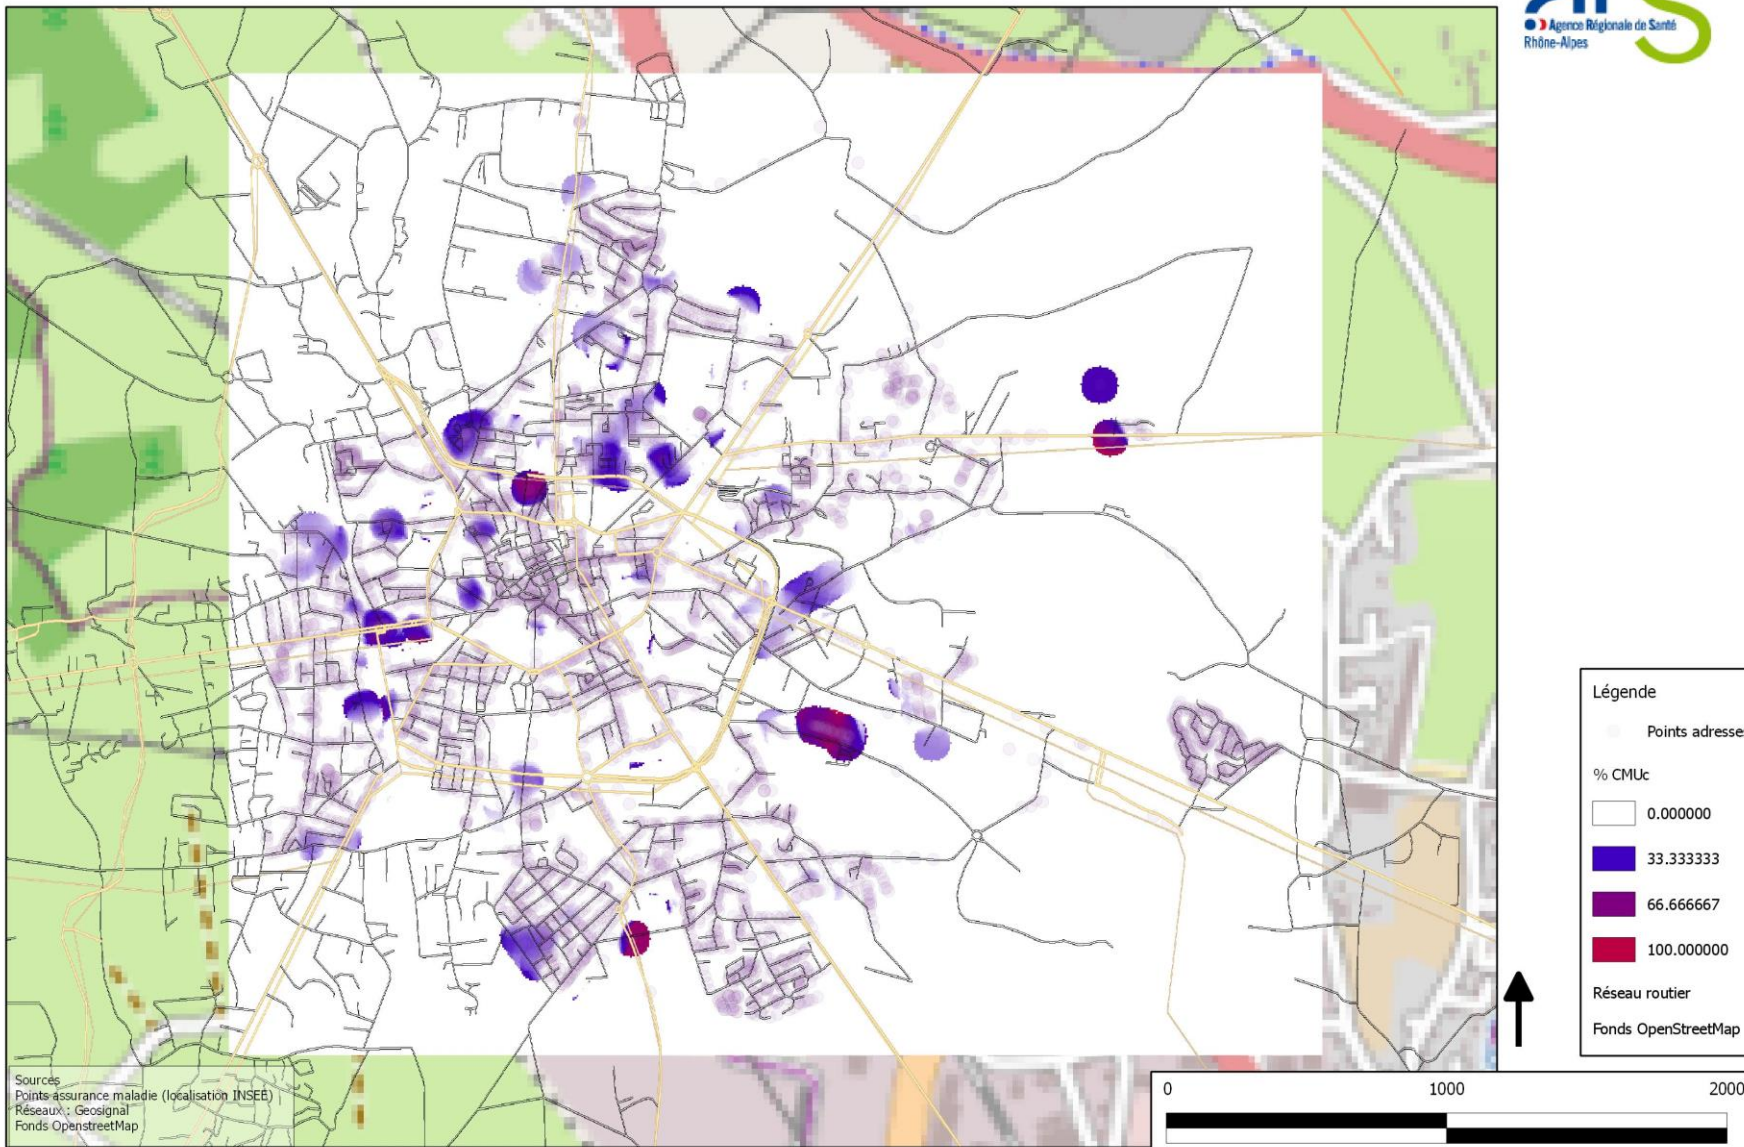 Agence Régionale de Santé
Rhône-Alpes
Légende
Points adresses
% CMUc
0.000000
33.333333
66.666667
100.000000
Réseau routier
Fonds OpenStreetMap
Sources
Points assurance maladie (localisation INSEE)
Réseaux : Geosignal
Fonds OpenstreetMap
0 1000 2000